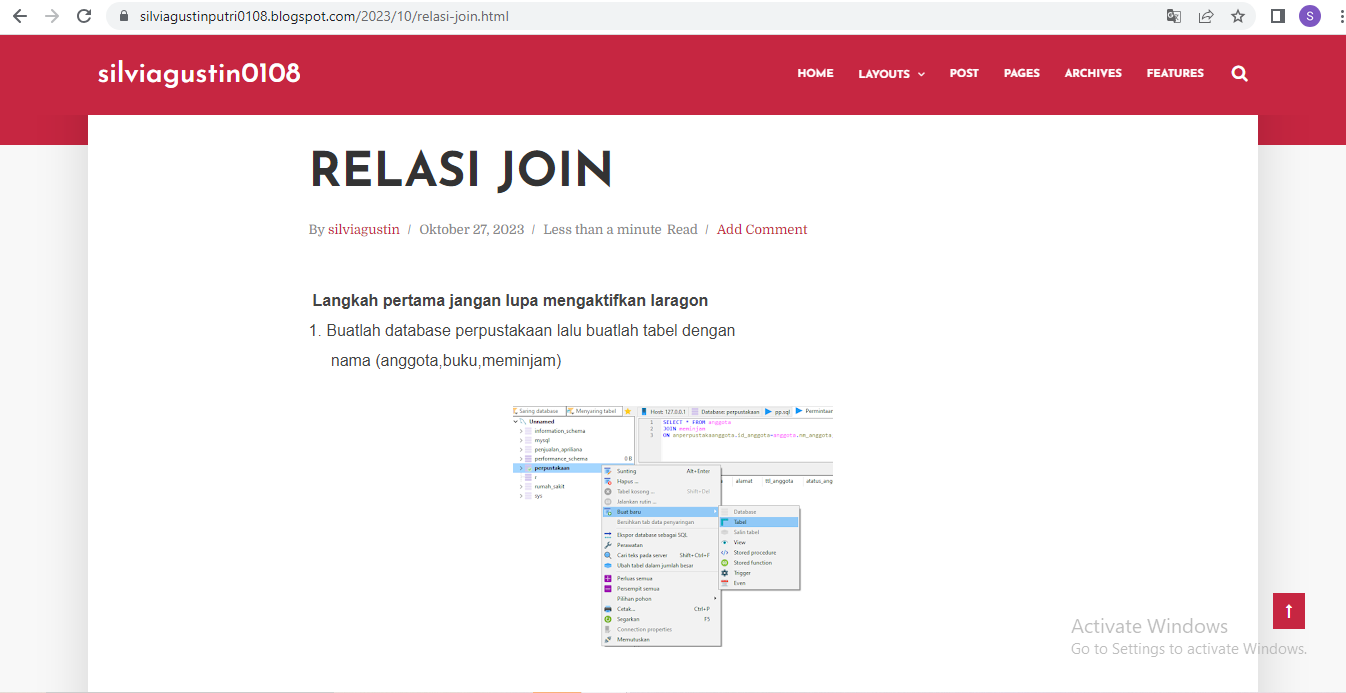 silviagustinputri0108.blogspot.com/2023/10/relasi-join.html
S
silviagustin0108
HOME LAYOUTS POST PAGES ARCHIVES FEATURES
RELASI JOIN
By silviagustin / Oktober 27, 2023 / Less than a minute Read / Add Comment
Langkah pertama jangan lupa mengaktifkan laragon
1. Buatlah database perpustakaan lalu buatlah tabel dengan
nama (anggota,buku,meminjam)
Saring database Menyaring tabel Host: 127.0.0.1 Database: perpustakaan pp.sql Permintaan
Unnamed
information_schema
mysql
penjualan_apriliana
performance_schema 0 B
perpustakaan
r
rumah_sakit
sys
1 SELECT * FROM anggota
2 JOIN meminjam
3 ON anperpustakaanggota.id_anggota=anggota.nm_anggota
alamat ttl_anggota status_ang
Sunting Alt+Enter
Hapus ...
Tabel kosong ... Shift+Del
Jalankan rutin ...
Buat baru
Bersihkan tab data penyaringan
Ekspor database sebagai SQL
Perawatan
Cari teks pada server Shift+Ctrl+F
Ubah tabel dalam jumlah besar
Perluas semua
Persempit semua
Pilihan pohon
Cetak... Ctrl+P
Segarkan F5
Connection properties
Memutuskan
Database
Tabel
Salin tabel
View
Stored procedure
Stored function
Trigger
Even
Activate Windows
Go to Settings to activate Windows.